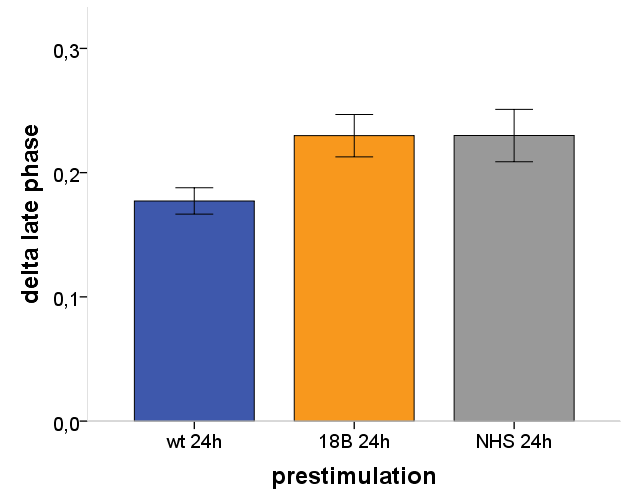 delta late phase
0,3
0,2
0,1
0,0
wt 24h
18B 24h
NHS 24h
prestimulation